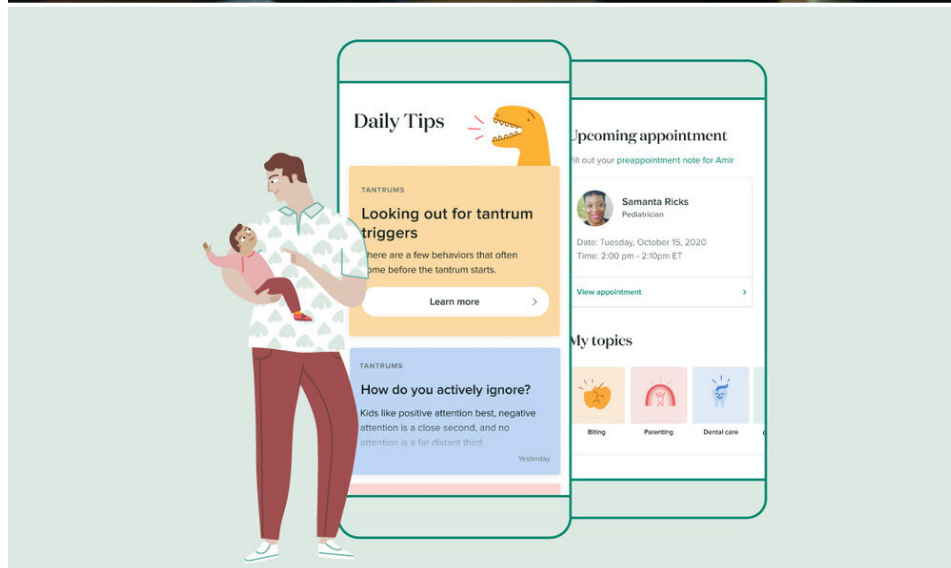 Daily Tips
TANTRUMS
Looking out for tantrum
triggers
There are a few behaviors that often
come before the tantrum starts.
Learn more
TANTRUMS
How do you actively ignore?
Kids like positive attention best, negative
attention is a close second, and no
attention is a far distant third.
Yesterday
Upcoming appointment
Fill out your preappointment note for Amir
Samanta Ricks
Pediatrician
Date: Tuesday, October 15, 2020
Time: 2:00 pm - 2:10pm ET
View appointment
My topics
Biting
Parenting
Dental care